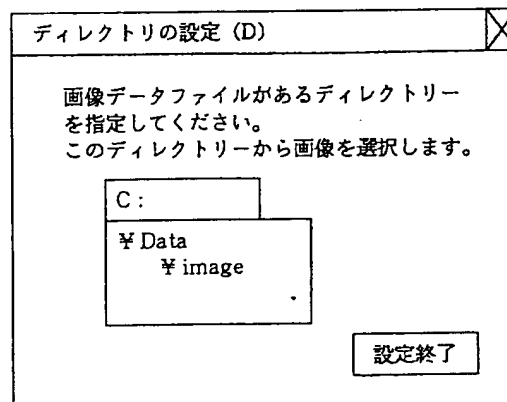 ディレクトリの設定（D）
画像データファイルがあるディレクトリー
を指定してください。
このディレクトリーから画像を選択します。
C：
￥Data
￥image
設定終了